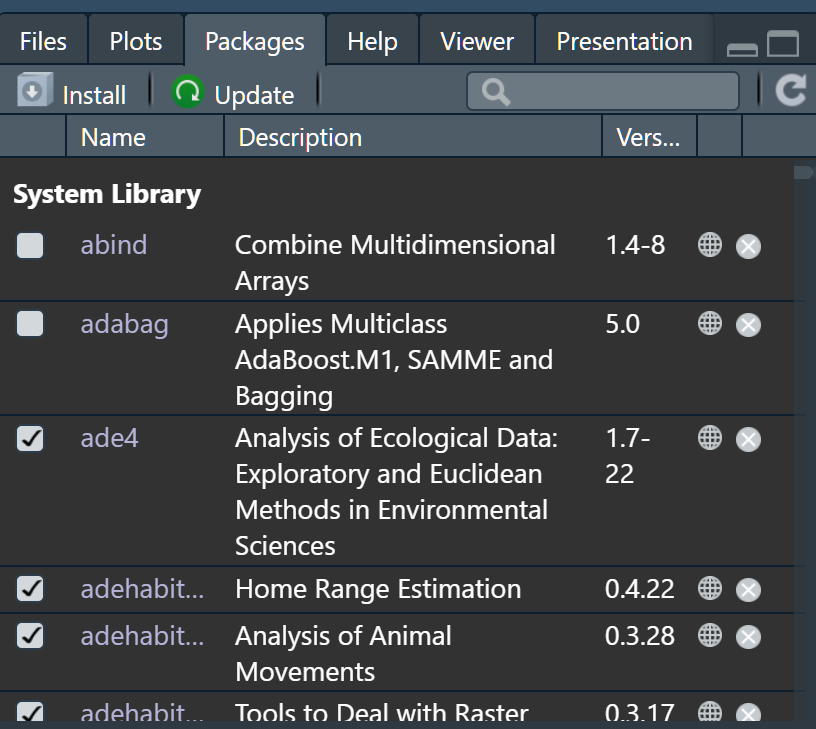 Files Plots Packages Help Viewer Presentation
Install Update
Name Description Vers...
System Library
abind Combine Multidimensional 1.4-8
Arrays
adabag Applies Multiclass 5.0
AdaBoost.M1, SAMME and
Bagging
ade4 Analysis of Ecological Data: 1.7-
Exploratory and Euclidean 22
Methods in Environmental
Sciences
adehabit... Home Range Estimation 0.4.22
adehabit... Analysis of Animal 0.3.28
Movements
adehabit... Tools to Deal with Raster 0.3.17